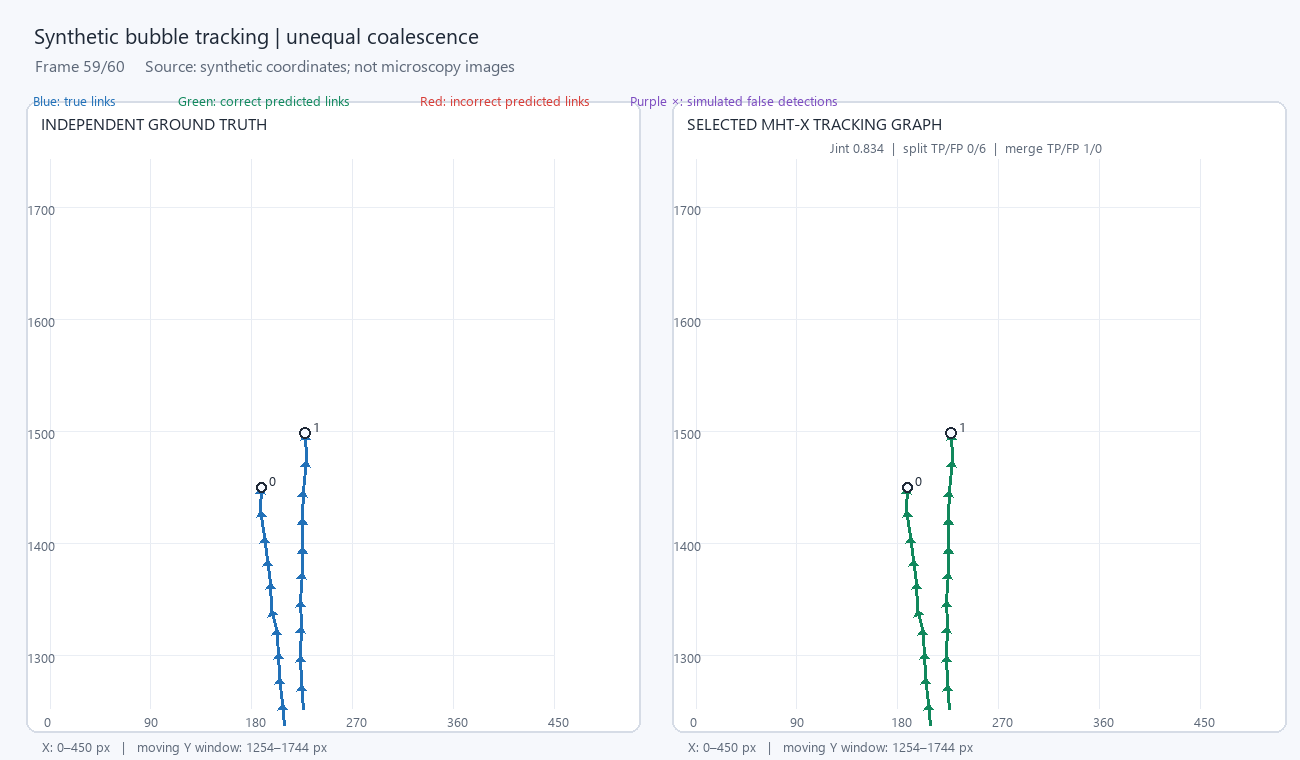 Synthetic bubble tracking | unequal coalescence
Frame 59/60 Source: synthetic coordinates; not microscopy images
Blue: true links Green: correct predicted links Red: incorrect predicted links Purple ×: simulated false detections
INDEPENDENT GROUND TRUTH
1700
1600
1500
1400
1300
1
0
0 90 180 270 360 450
X: 0–450 px | moving Y window: 1254–1744 px
SELECTED MHT-X TRACKING GRAPH
Jint 0.834 | split TP/FP 0/6 | merge TP/FP 1/0
1700
1600
1500
1400
1300
1
0
0 90 180 270 360 450
X: 0–450 px | moving Y window: 1254–1744 px